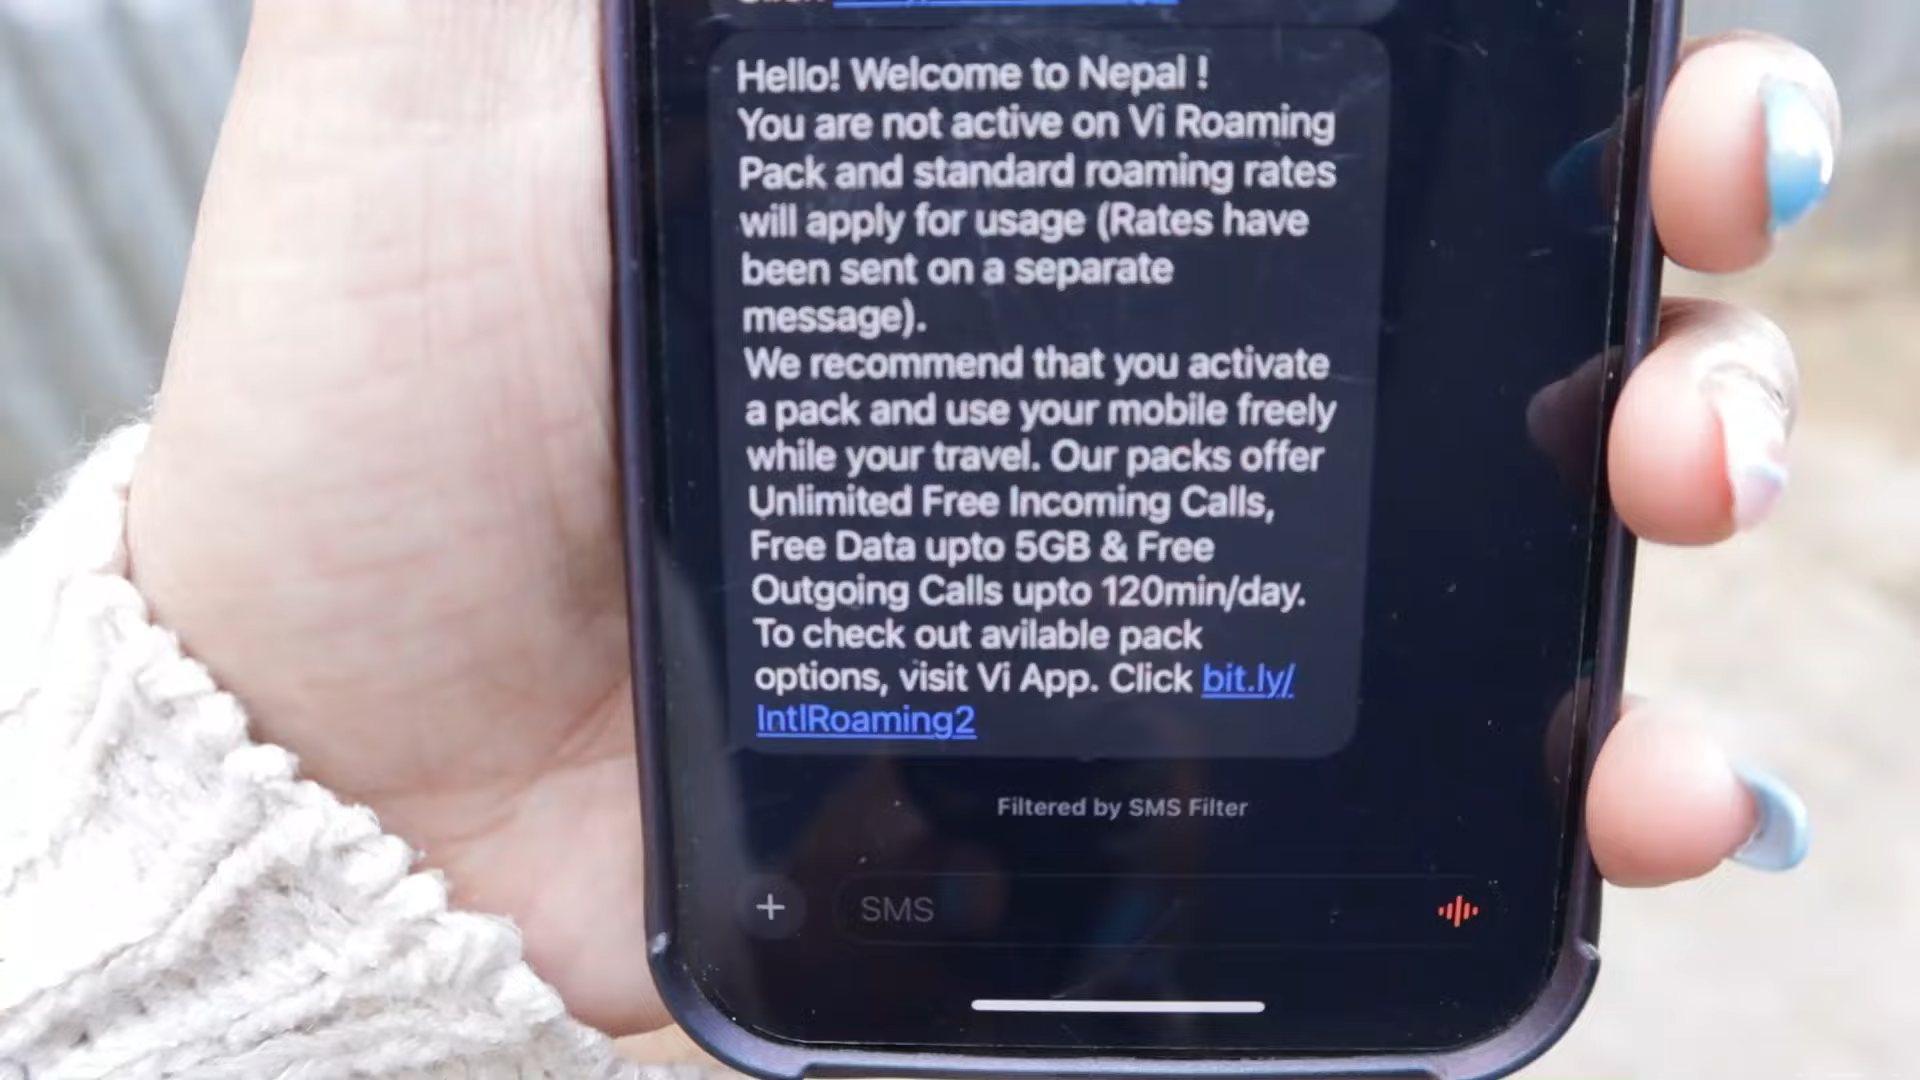 Hello! Welcome to Nepal !
You are not active on Vi Roaming
Pack and standard roaming rates
will apply for usage (Rates have
been sent on a separate
message).
We recommend that you activate
a pack and use your mobile freely
while your travel. Our packs offer
Unlimited Free Incoming Calls,
Free Data upto 5GB & Free
Outgoing Calls upto 120min/day.
To check out avilable pack
options, visit Vi App. Click bit.ly/
IntlRoaming2
Filtered by SMS Filter
SMS